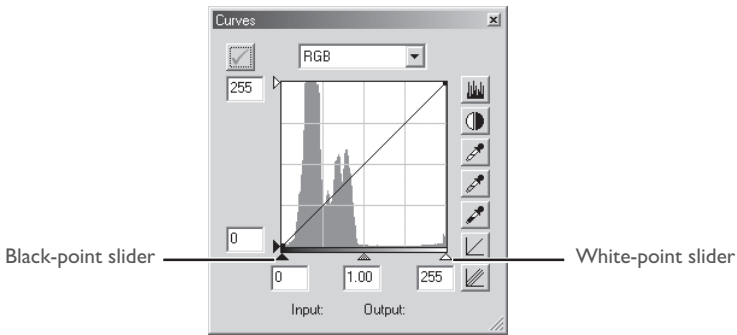 Curves
RGB
255
0
Black-point slider
White-point slider
0 1.00 255
Input: Output: